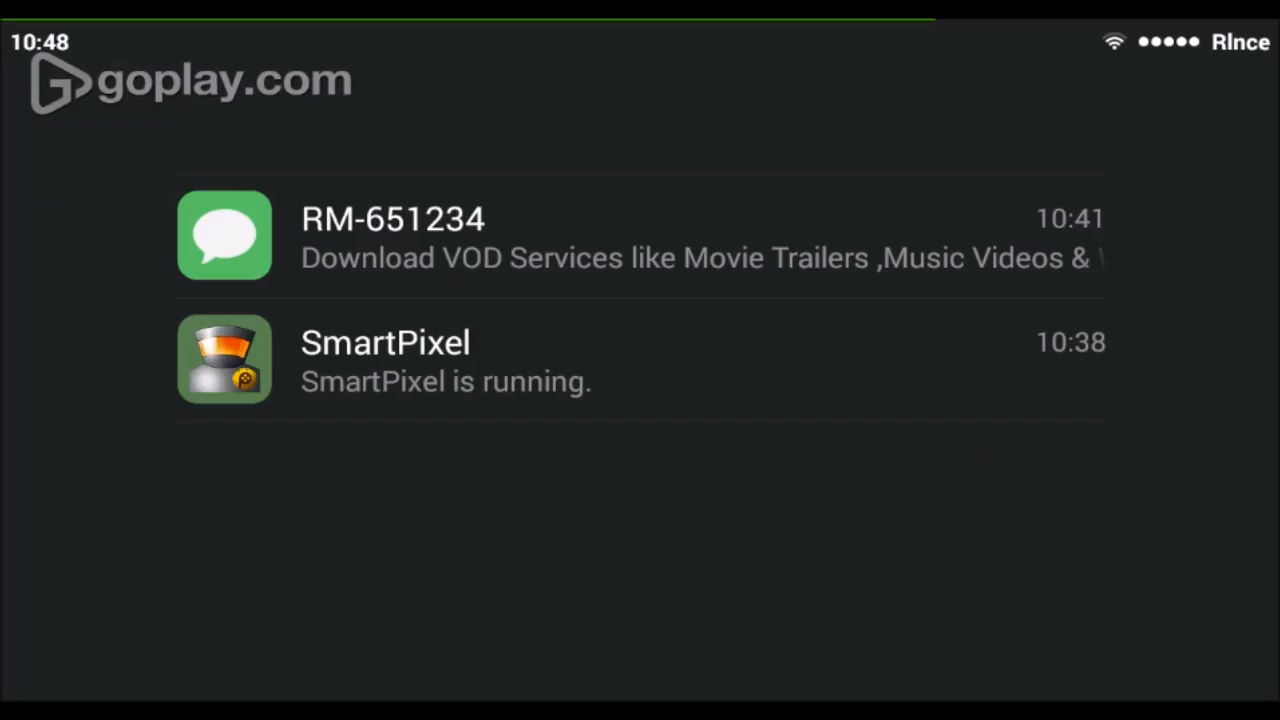 10:48
RInce
goplay.com
RM-651234
10:41
Download VOD Services like Movie Trailers ,Music Videos &
SmartPixel
10:38
SmartPixel is running.